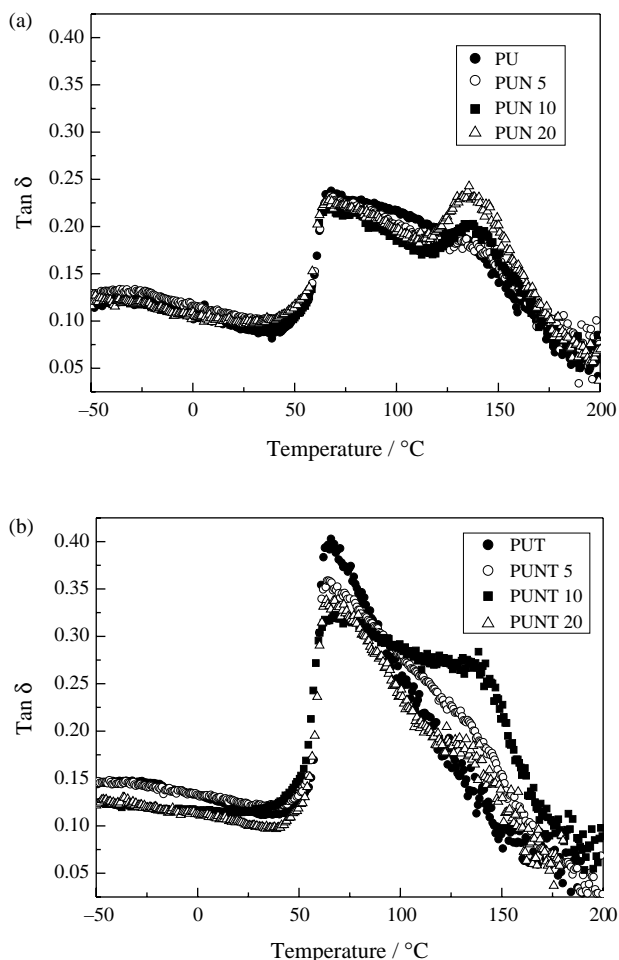 (a)
0.40
0.35
0.30
0.25
0.20
0.15
0.10
0.05
Tan δ
PU
PUN 5
PUN 10
PUN 20
−50 0 50 100 150 200
Temperature / °C
(b)
0.40
0.35
0.30
0.25
0.20
0.15
0.10
0.05
Tan δ
PUT
PUNT 5
PUNT 10
PUNT 20
−50 0 50 100 150 200
Temperature / °C